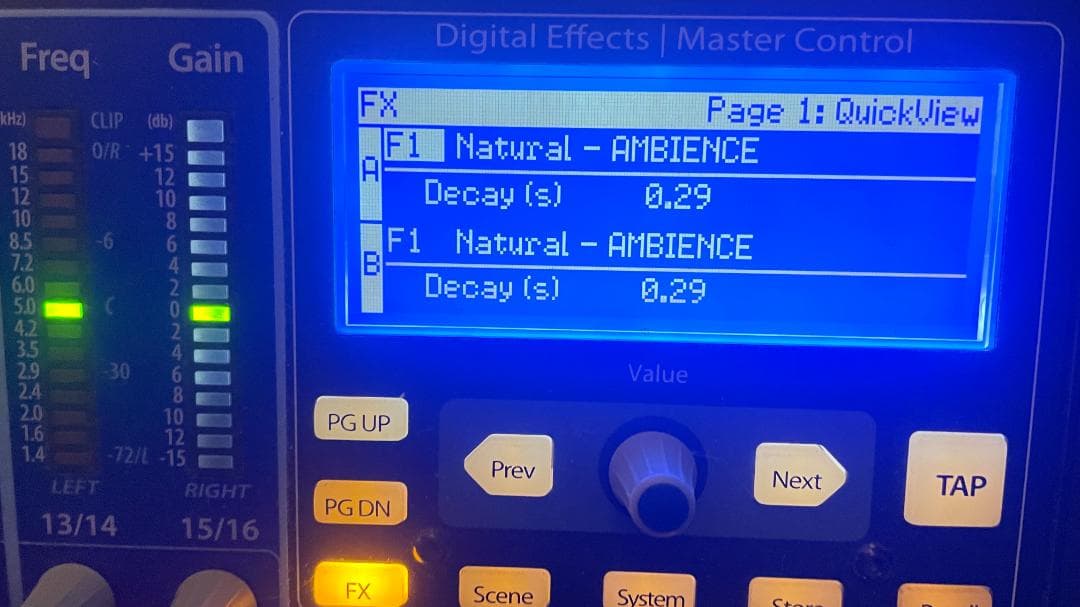 Freq
Gain
kHz)
CLIP
(db)
18
O/R
+15
15
12
12
10
10
8
8.5
-6
6
7.2
4
6.0
2
5.0
C
0
4.2
2
3.5
4
2.9
-30
6
2.4
8
2.0
10
1.6
12
1.4
-72/L
-15
LEFT
RIGHT
13/14
15/16
Digital Effects | Master Control
FX
Page 1: QuickView
A
F1 Natural - AMBIENCE
Decay (s) 0.29
B
F1 Natural - AMBIENCE
Decay (s) 0.29
Value
PG UP
Prev
Next
TAP
PG DN
FX
Scene
System